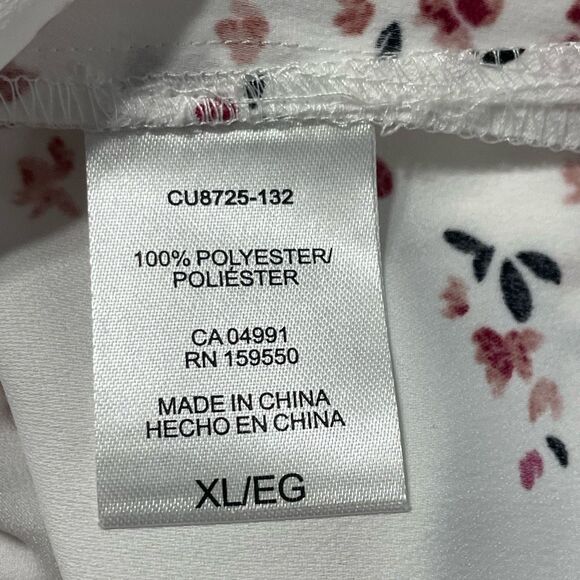 CU8725-132
100% POLYESTER/
POLIÉSTER
CA 04991
RN 159550
MADE IN CHINA
HECHO EN CHINA
XL/EG